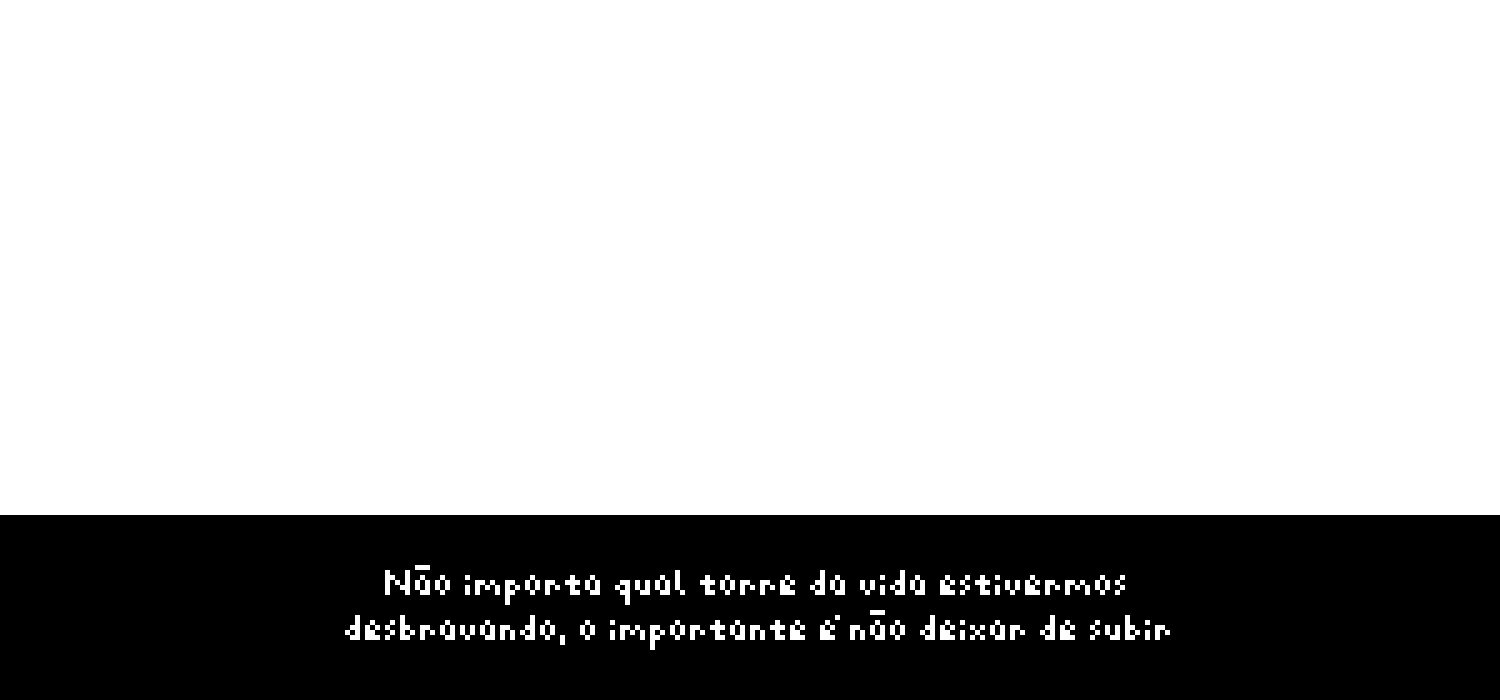 Não importa qual torre da vida estivermos
desbravando, o importante é não deixar de subir